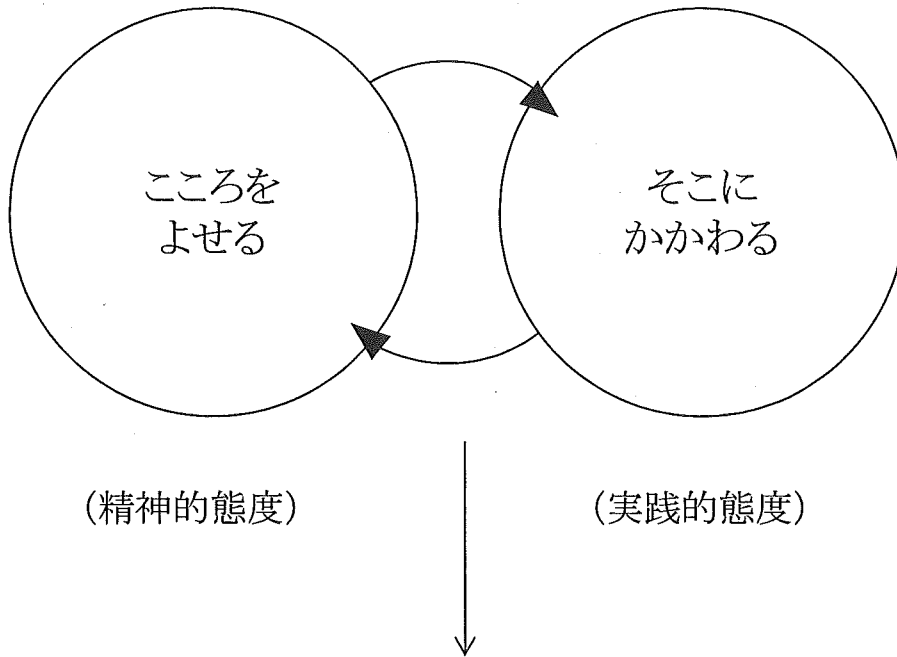 こころを
よせる
そこに
かかわる
(精神的態度)
(実践的態度)